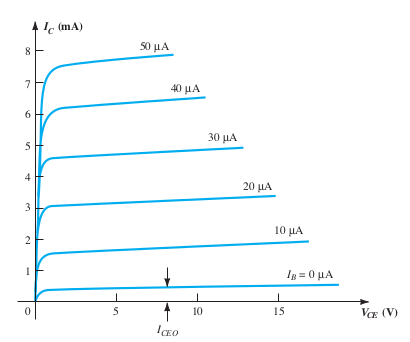 I_C (mA)
50 µA
8
7
40 µA
6
30 µA
5
4
20 µA
3
10 µA
2
I_B = 0 µA
1
0 5 10 15 V_CE (V)
I_CEO